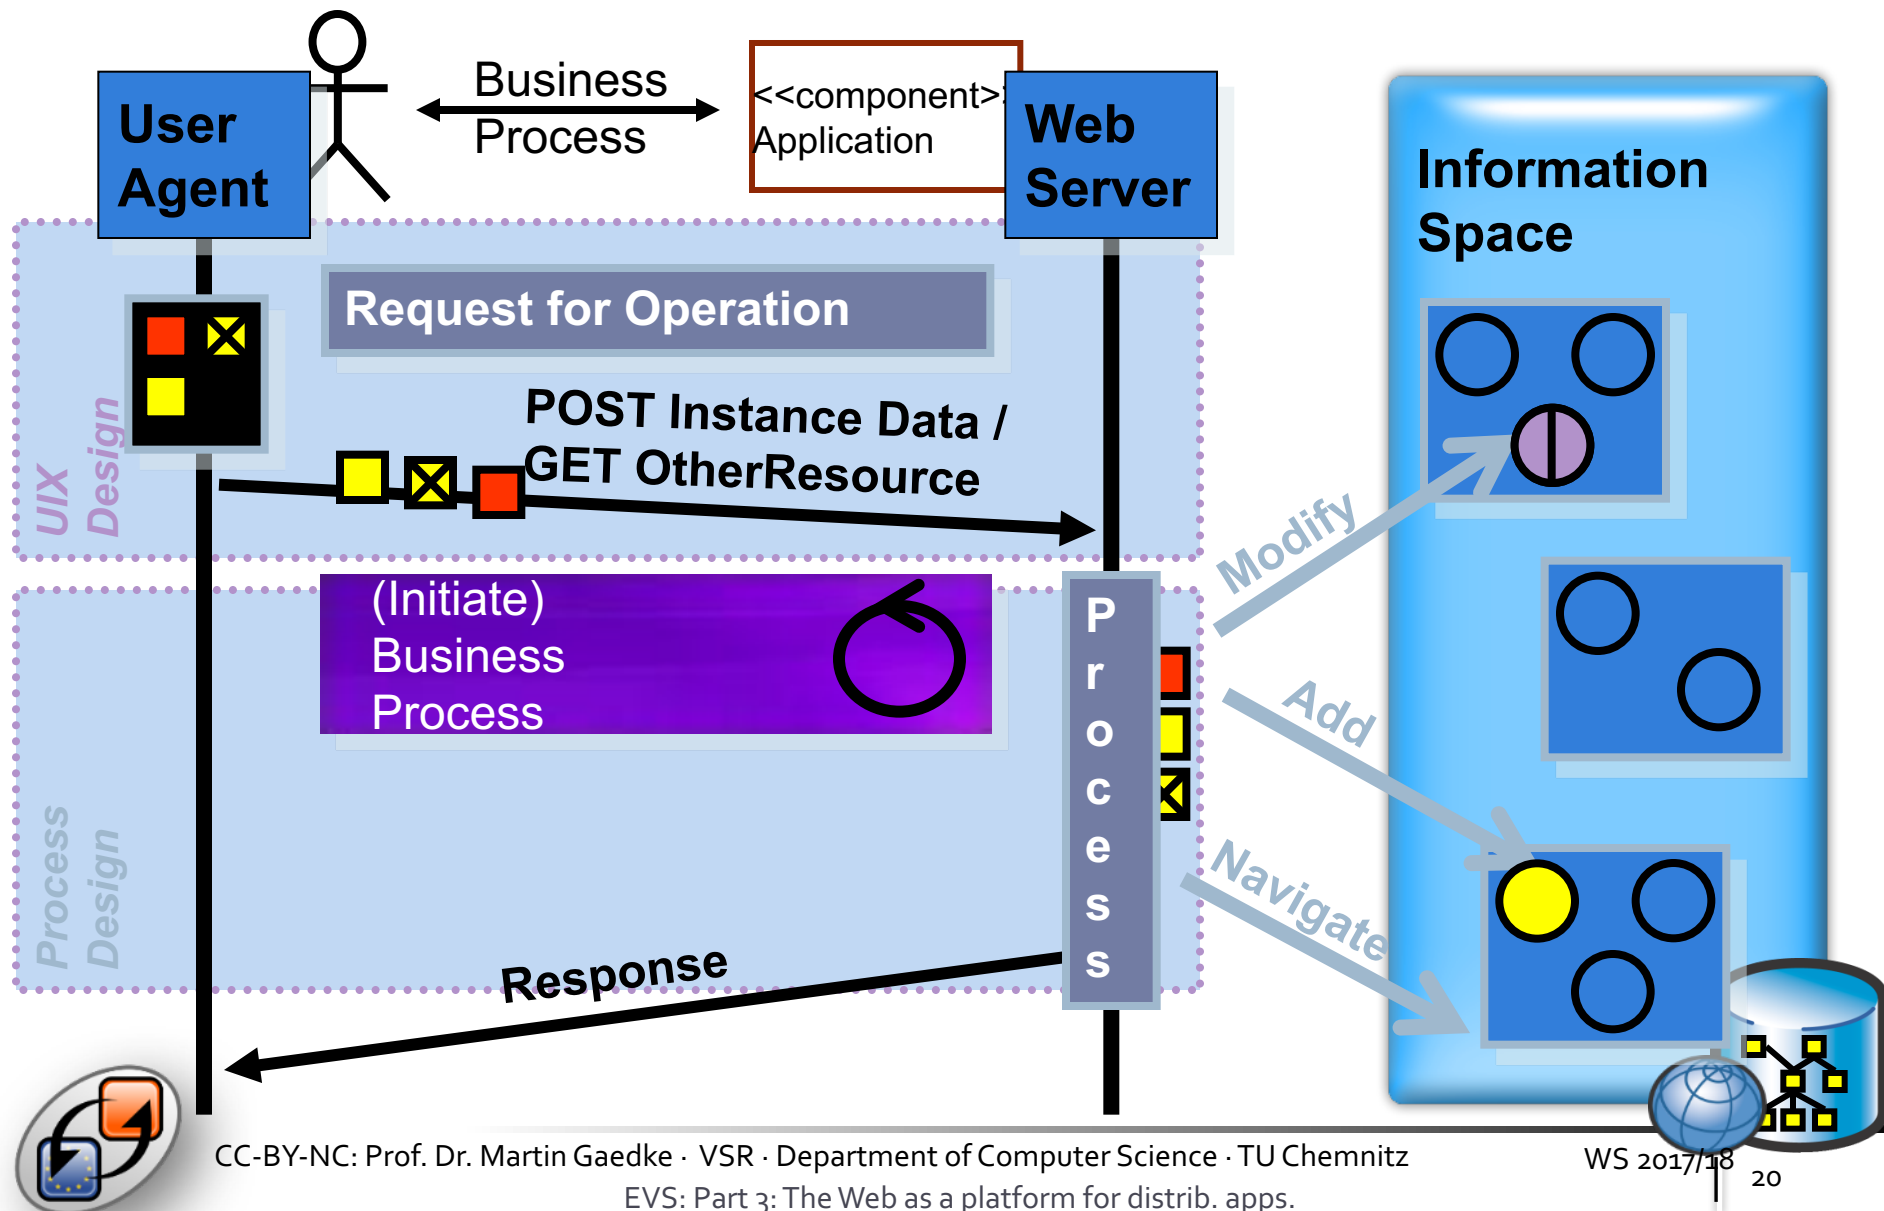 User
Agent
Business
Process
<<component>>
Application
Web
Server
Information
Space
Request for Operation
UIX
Design
POST Instance Data /
GET OtherResource
Modify
(Initiate)
Business
Process
Process
Add
Navigate
Process
Design
Response
CC-BY-NC: Prof. Dr. Martin Gaedke · VSR · Department of Computer Science · TU Chemnitz
WS 2017/18
20
EVS: Part 3: The Web as a platform for distrib. apps.